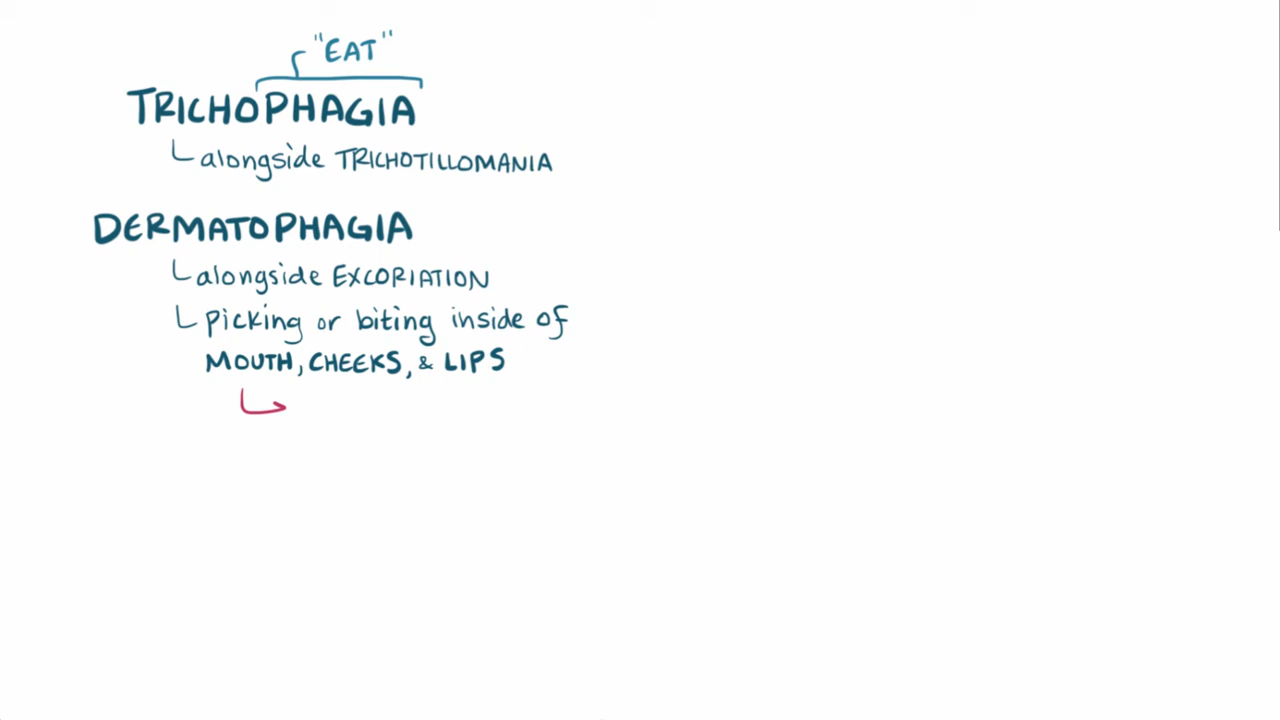 "EAT"
TRICHOPHAGIA
alongside TRICHOTILLOMANIA
DERMATOPHAGIA
alongside EXCORIATION
picking or biting inside of
MOUTH, CHEEKS, & LIPS